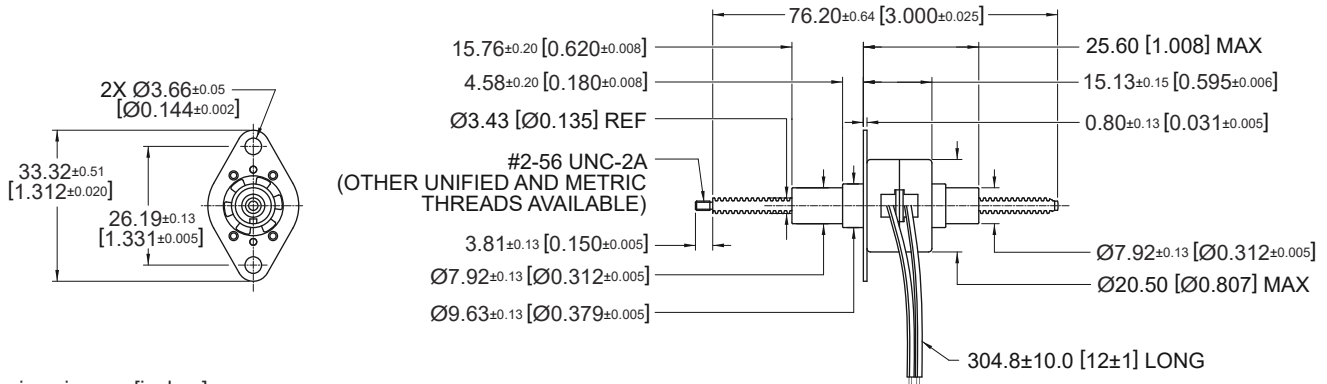 76.20±0.64 [3.000±0.025]
15.76±0.20 [0.620±0.008]
25.60 [1.008] MAX
4.58±0.20 [0.180±0.008]
15.13±0.15 [0.595±0.006]
2X Ø3.66±0.05
[Ø0.144±0.002]
Ø3.43 [Ø0.135] REF
0.80±0.13 [0.031±0.005]
#2-56 UNC-2A
(OTHER UNIFIED AND METRIC
THREADS AVAILABLE)
33.32±0.51
[1.312±0.020]
26.19±0.13
[1.331±0.005]
3.81±0.13 [0.150±0.005]
Ø7.92±0.13 [Ø0.312±0.005]
Ø7.92±0.13 [Ø0.312±0.005]
Ø20.50 [Ø0.807] MAX
Ø9.63±0.13 [Ø0.379±0.005]
304.8±10.0 [12±1] LONG